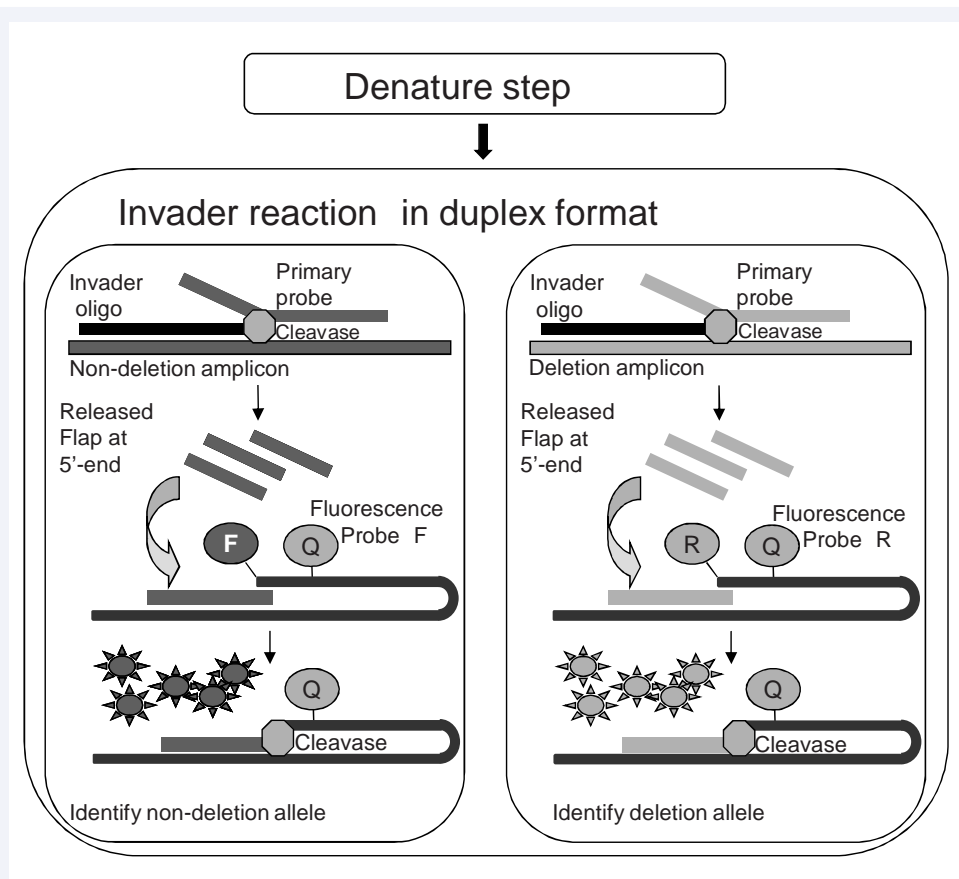 Denature step
Invader reaction in duplex format
Invader
oligo
Primary
probe
Cleavase
Non-deletion amplicon
Released
Flap at
5’-end
Fluorescence
Probe F
F
Q
Q
Cleavase
Identify non-deletion allele
Invader
oligo
Primary
probe
Cleavase
Deletion amplicon
Released
Flap at
5’-end
Fluorescence
Probe R
R
Q
Q
Cleavase
Identify deletion allele